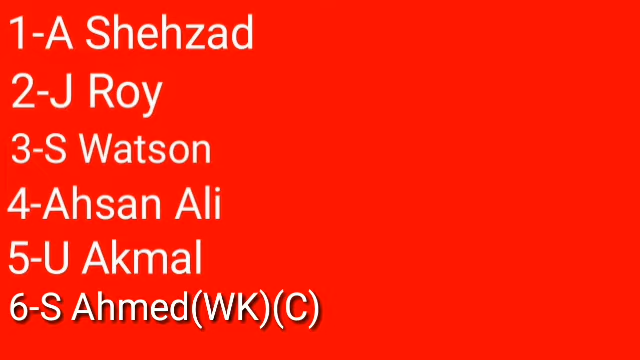 1-A Shehzad
2-J Roy
3-S Watson
4-Ahsan Ali
5-U Akmal
6-S Ahmed(WK)(C)